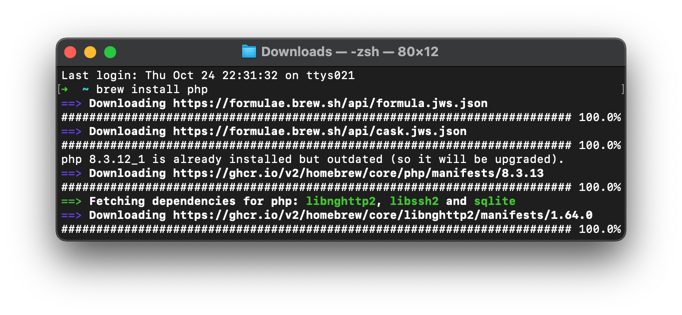 Downloads — -zsh — 80×12
Last login: Thu Oct 24 22:31:32 on ttys021
[➜  ~ brew install php ]
==> Downloading https://formulae.brew.sh/api/formula.jws.json
######################################################################## 100.0%
==> Downloading https://formulae.brew.sh/api/cask.jws.json
######################################################################## 100.0%
php 8.3.12_1 is already installed but outdated (so it will be upgraded).
==> Downloading https://ghcr.io/v2/homebrew/core/php/manifests/8.3.13
######################################################################## 100.0%
==> Fetching dependencies for php: libnghttp2, libssh2 and sqlite
==> Downloading https://ghcr.io/v2/homebrew/core/libnghttp2/manifests/1.64.0
######################################################################## 100.0%